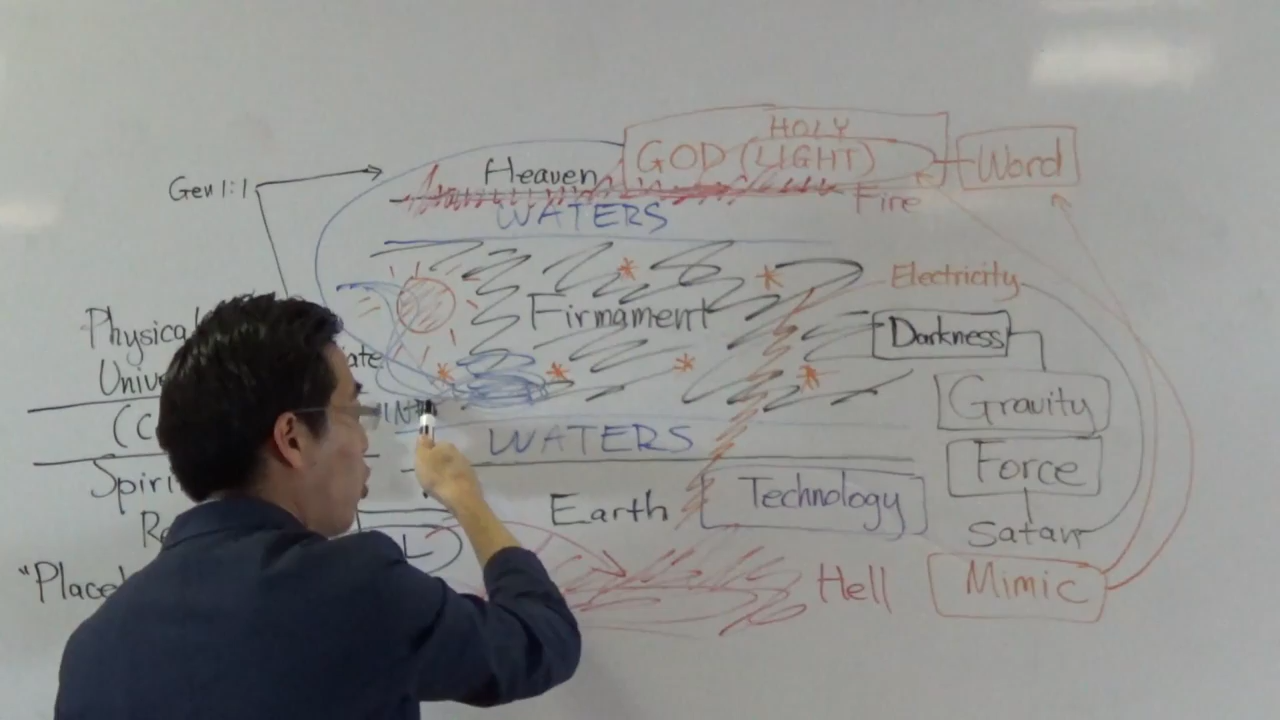 HOLY
GOD (LIGHT)
Word
Heaven
Gen 1:1
Fire
WATERS
Electricity
Firmament
Darkness
Physical
Gravity
WATERS
Force
Technology
Earth
Satan
Hell
Mimic